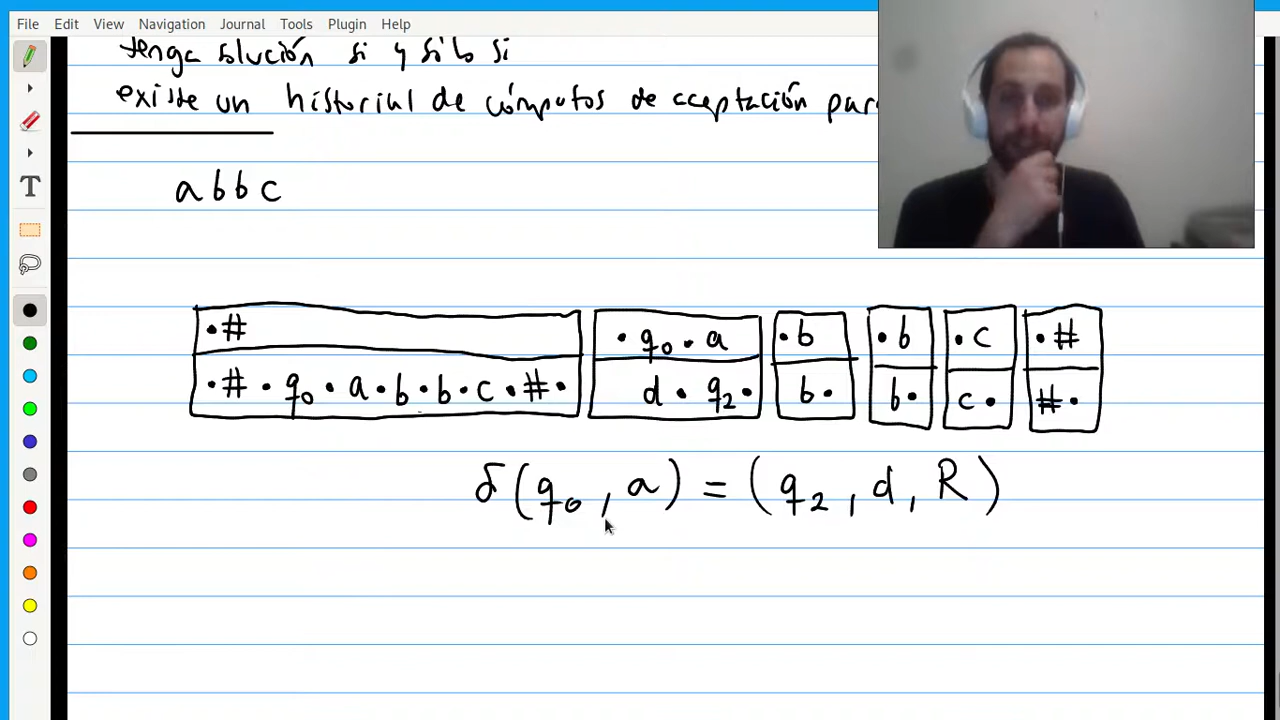 File Edit View Navigation Journal Tools Plugin Help
tenga solución si y sólo si
existe un historial de cómputos de aceptación para
T
abbc
•# •q₀•a •b •b •c •#
•#•q₀•a•b•b•c•#• d•q₂• b• b• c• #•
δ(q₀,a) = (q₂,d,R)